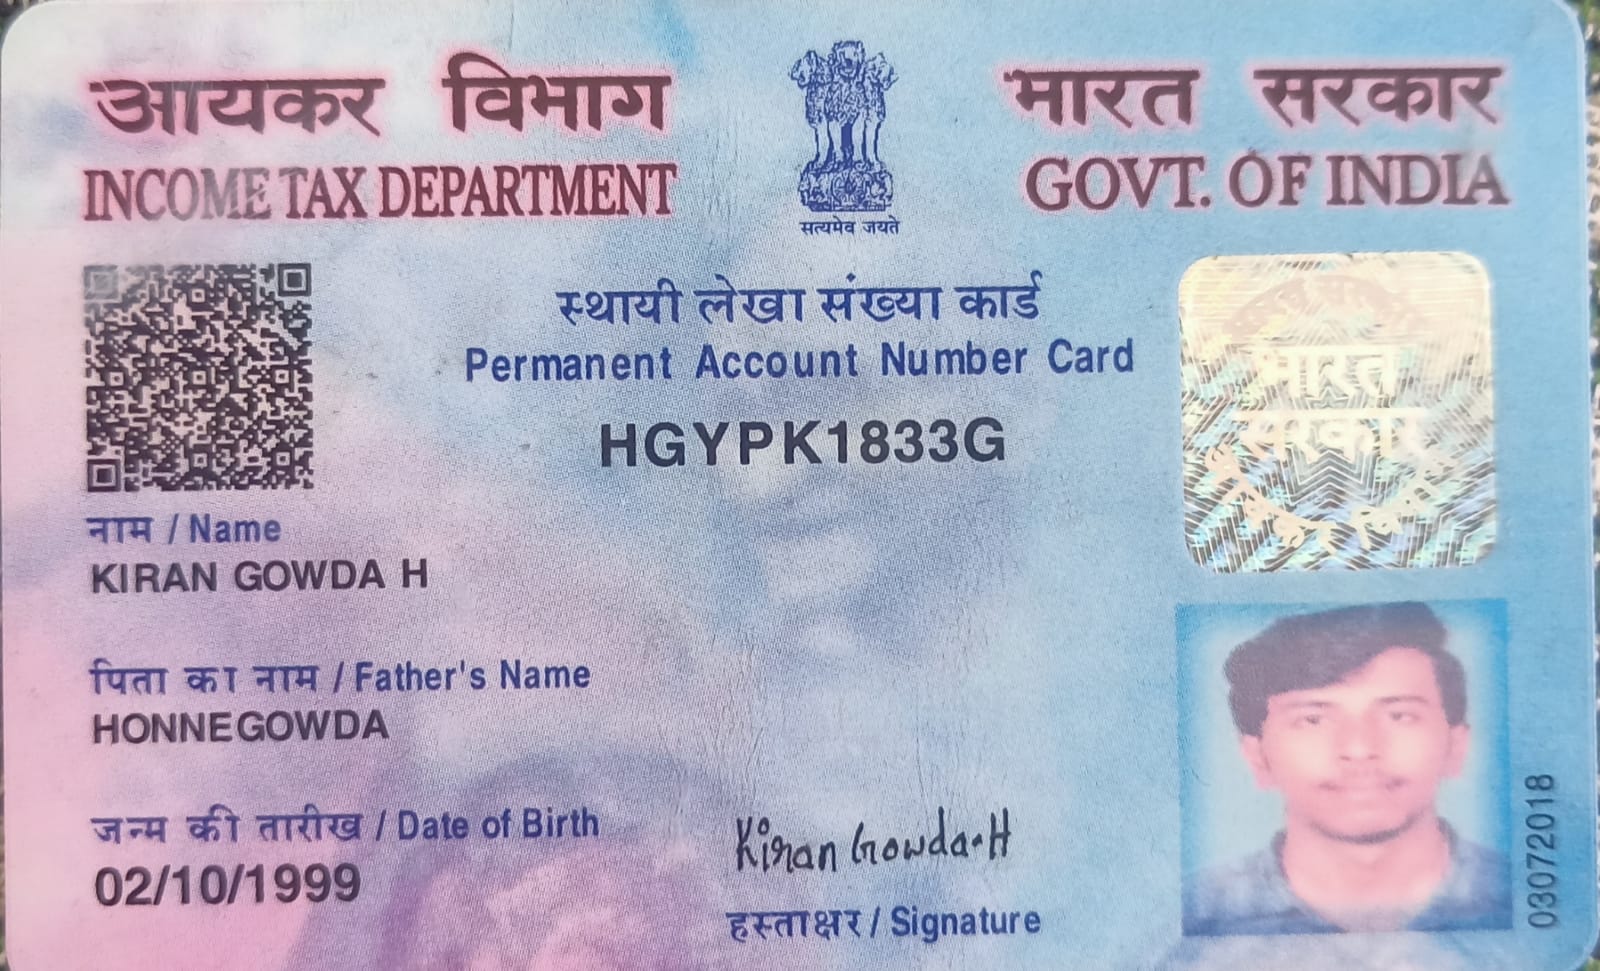 आयकर विभाग
INCOME TAX DEPARTMENT
सत्यमेव जयते
भारत सरकार
GOVT. OF INDIA
स्थायी लेखा संख्या कार्ड
Permanent Account Number Card
HGYPK1833G
भारत
सरकार
नाम / Name
KIRAN GOWDA H
पिता का नाम / Father's Name
HONNEGOWDA
जन्म की तारीख / Date of Birth
02/10/1999
Kiran Gowda.H
हस्ताक्षर / Signature
03072018